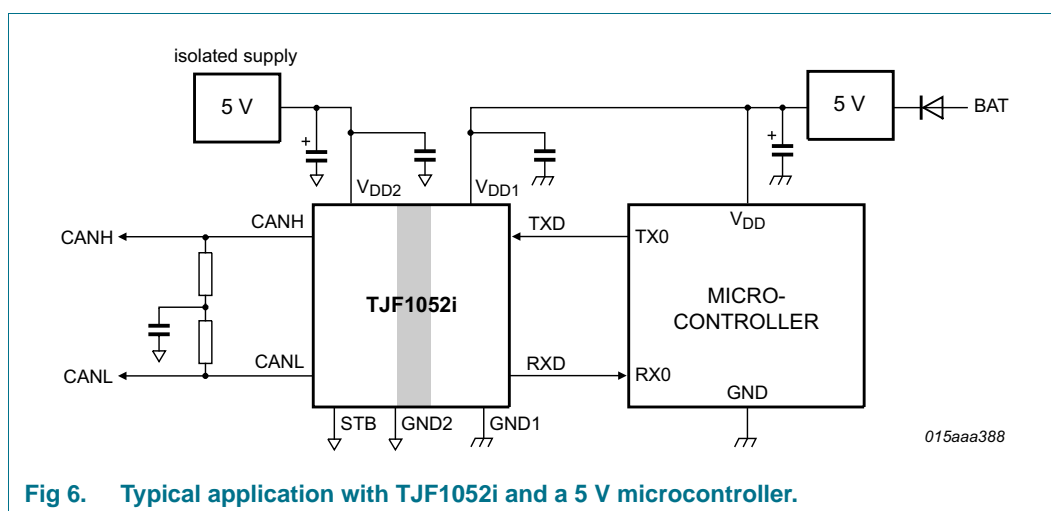 isolated supply
5 V
5 V
BAT
+
+
VDD2
VDD1
CANH
CANH
TXD
TX0
VDD
TJF1052i
MICRO-
CONTROLLER
CANL
CANL
RXD
RX0
GND
STB
GND2
GND1
015aaa388
Fig 6. Typical application with TJF1052i and a 5 V microcontroller.